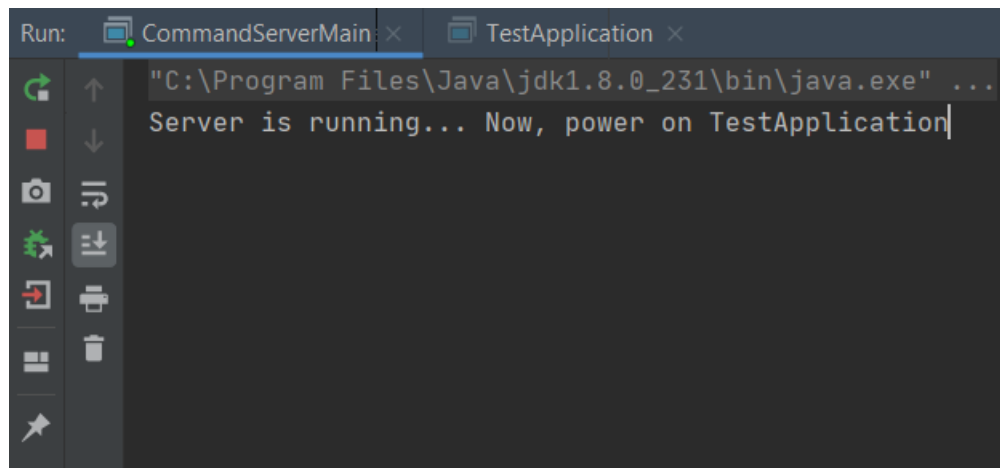 Run: CommandServerMain TestApplication
"C:\Program Files\Java\jdk1.8.0_231\bin\java.exe" ...
Server is running... Now, power on TestApplication